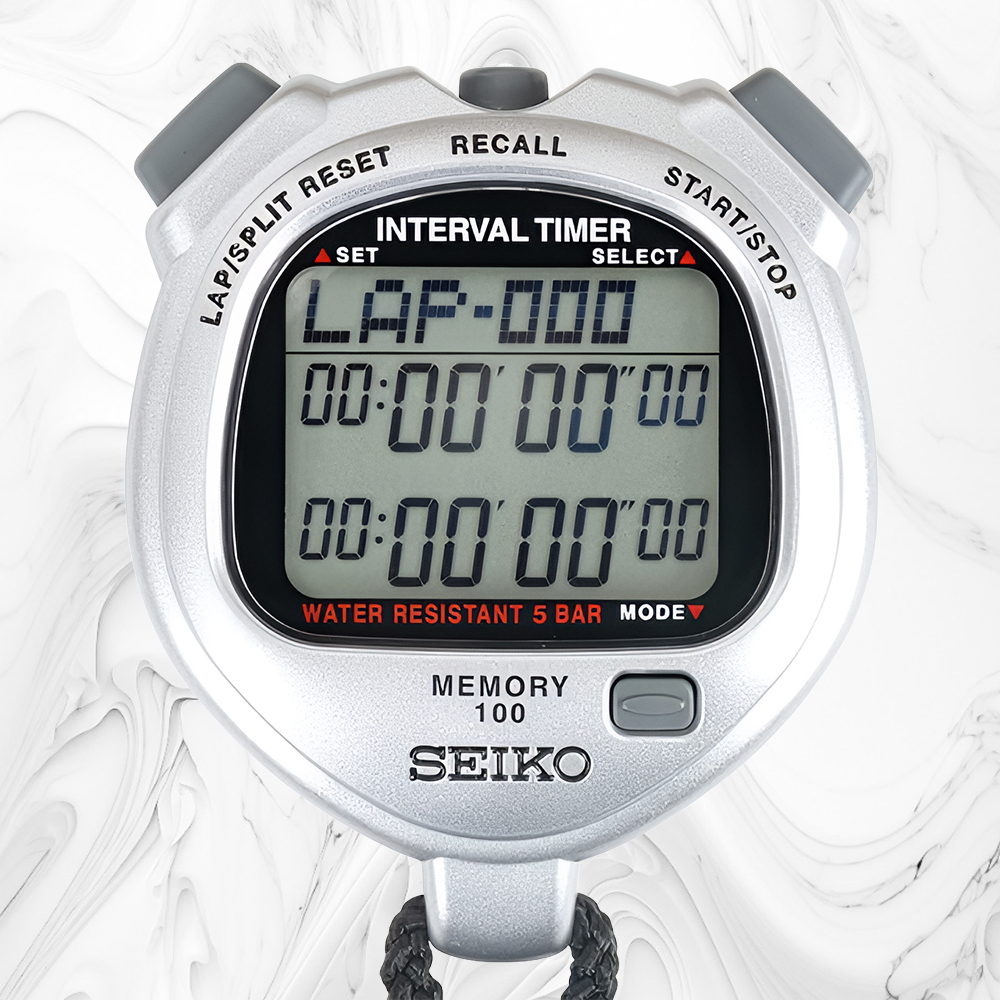 RECALL
LAP/SPLIT RESET
START/STOP
INTERVAL TIMER
▲SET SELECT▲
LAP-000
00:00'00"00
00:00'00"00
WATER RESISTANT 5 BAR MODE▼
MEMORY
100
SEIKO